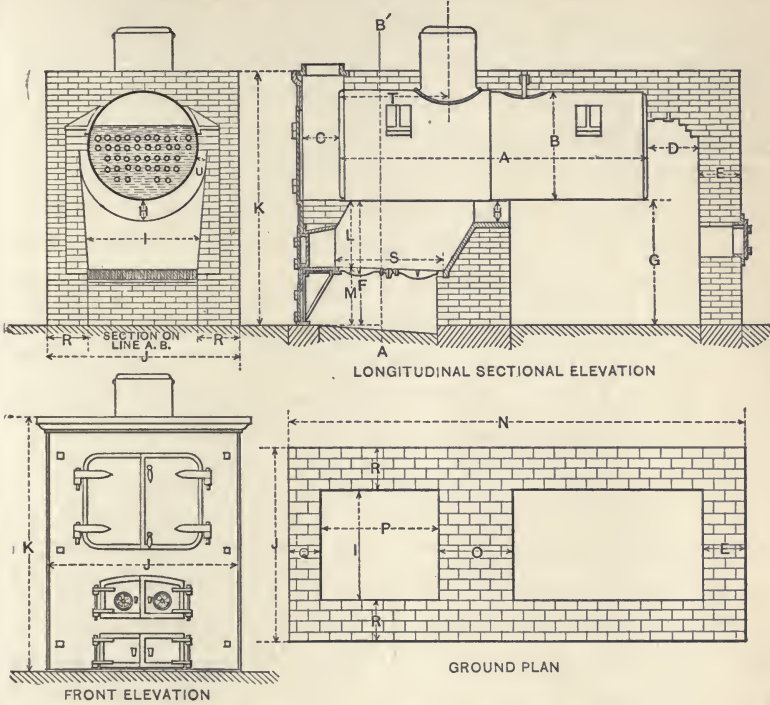 B'
T
C
A
B
D
E
K
U
H
I
L
S
H
M
F
G
R
SECTION ON
LINE A. B.
R
J
A
LONGITUDINAL SECTIONAL ELEVATION
N
R
K
J
J
Q
P
I
O
E
R
FRONT ELEVATION
GROUND PLAN